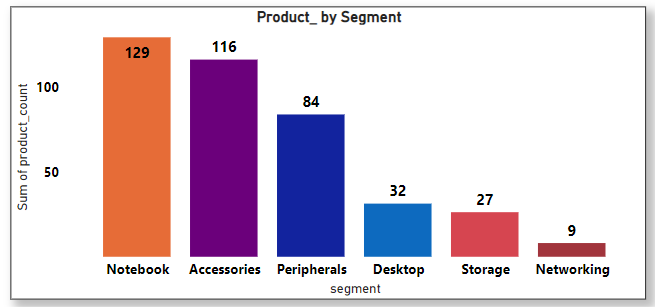 Product_ by Segment
Sum of product_count
100
50
129
116
84
32
27
9
Notebook Accessories Peripherals Desktop Storage Networking
segment